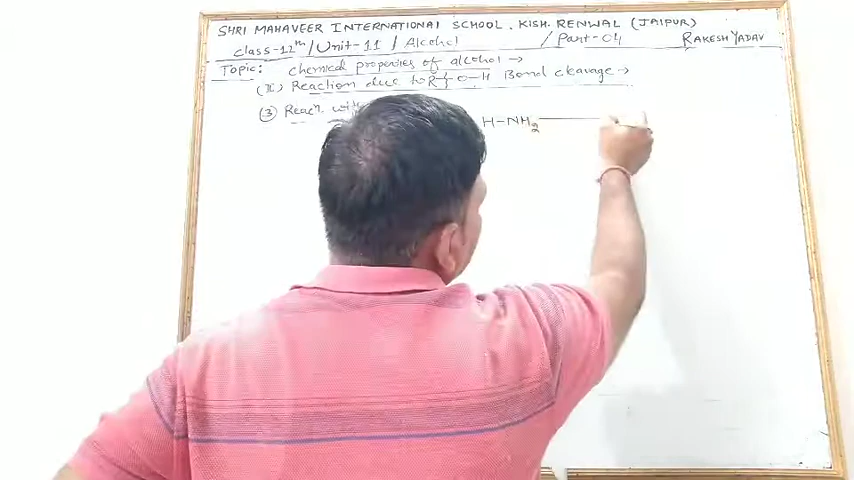 SHRI MAHAVEER INTERNATIONAL SCHOOL. KISH. RENWAL (JAIPUR)
class-12th/Unit-11 / Alcohol / Part-04 RAKESH YADAV
Topic: Chemical properties of alcohol →
(II) Reaction due to R-}-O-H Bond cleavage →
③ Reacn. with
H-NH2